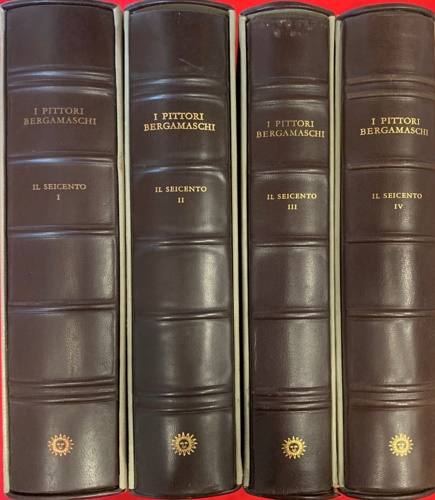 I PITTORI
BERGAMASCHI
IL SEICENTO
I
I PITTORI
BERGAMASCHI
IL SEICENTO
II
I PITTORI
BERGAMASCHI
IL SEICENTO
III
I PITTORI
BERGAMASCHI
IL SEICENTO
IV